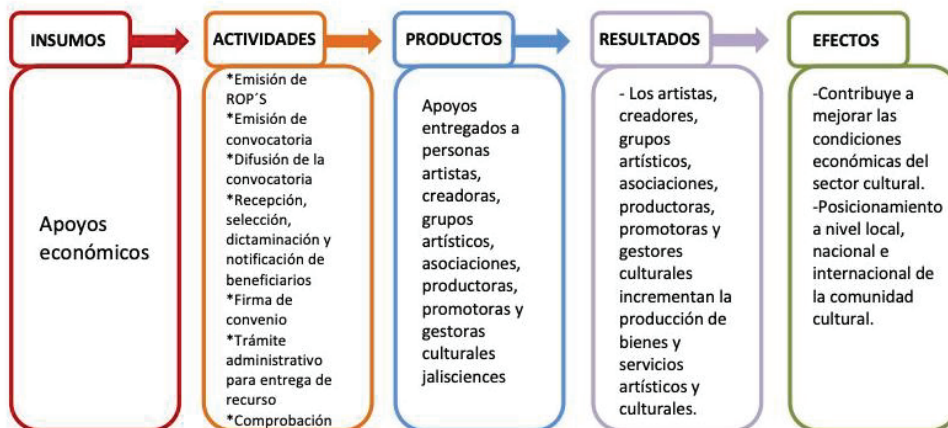 INSUMOS
Apoyos
económicos
ACTIVIDADES
*Emisión de
ROP´S
*Emisión de
convocatoria
*Difusión de la
convocatoria
*Recepción,
selección,
dictaminación y
notificación de
beneficiarios
*Firma de
convenio
*Trámite
administrativo
para entrega de
recurso
*Comprobación
PRODUCTOS
Apoyos
entregados a
personas
artistas,
creadoras,
grupos
artísticos,
asociaciones,
productoras,
promotoras y
gestoras
culturales
jalisciences
RESULTADOS
- Los artistas,
creadores,
grupos
artísticos,
asociaciones,
productoras,
promotoras y
gestores
culturales
incrementan la
producción de
bienes y
servicios
artísticos y
culturales.
EFECTOS
-Contribuye a
mejorar las
condiciones
económicas del
sector cultural.
-Posicionamiento
a nivel local,
nacional e
internacional de
la comunidad
cultural.